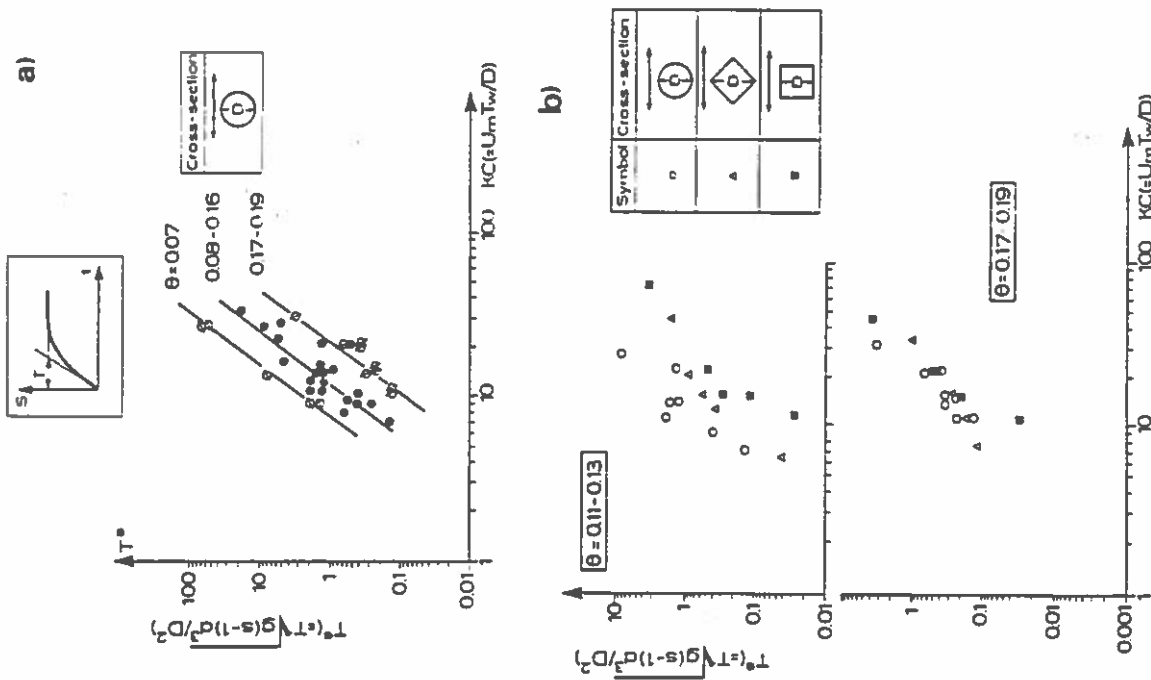 a)
S
T
t
Cross-section
D
θ=0.07
0.08-0.16
0.17-0.19
T*
T*(=T√g(s-1)d³/D²)
100
10
1
0.1
0.01
1
10
100
KC(=UmTw/D)
b)
Symbol Cross-section
D
D
D
θ=0.11-0.13
T*(=T√g(s-1)d³/D²)
10
1
0.1
0.01
θ=0.17-0.19
1
0.1
0.01
0.001
1
10
100
KC(=UmTw/D)